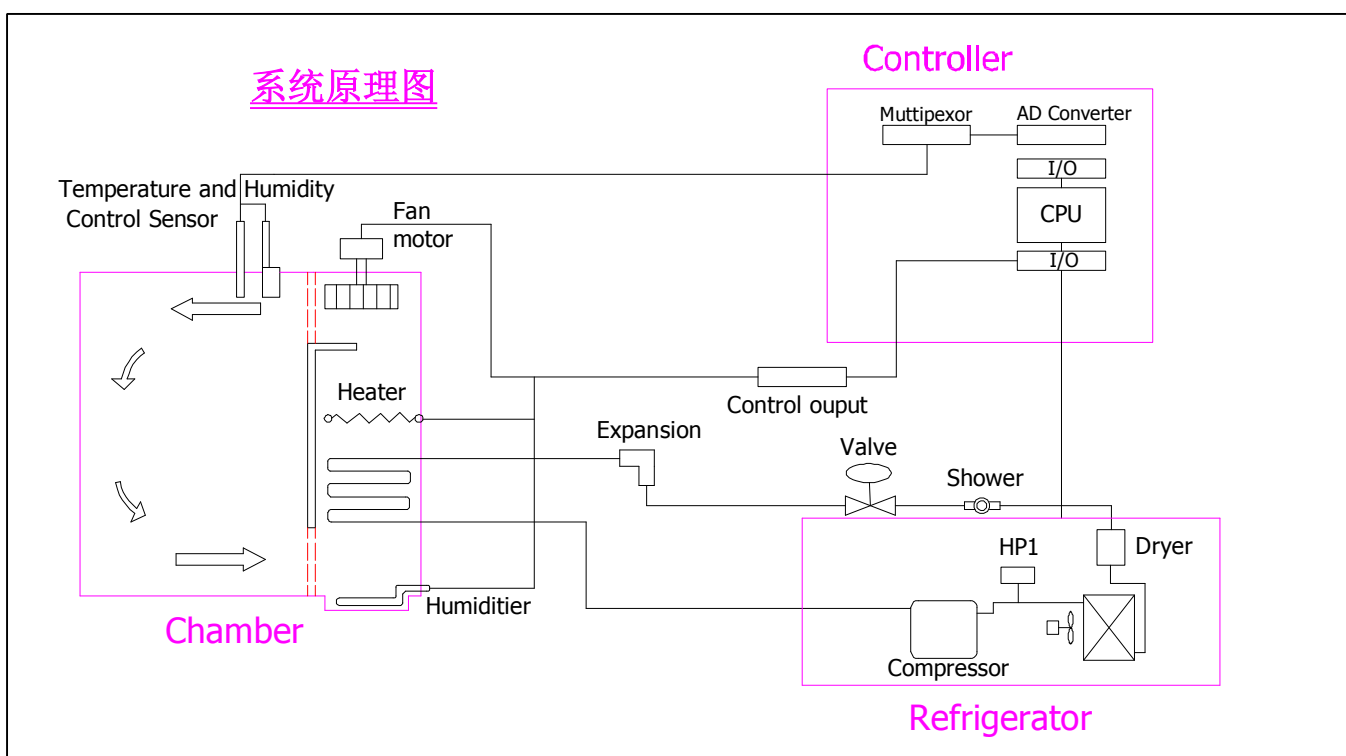 系统原理图
Controller
Muttipexor
AD Converter
I/O
CPU
I/O
Temperature and Humidity
Control Sensor
Fan
motor
Heater
Control ouput
Expansion
Valve
Shower
HP1
Dryer
Humiditier
Chamber
Compressor
Refrigerator